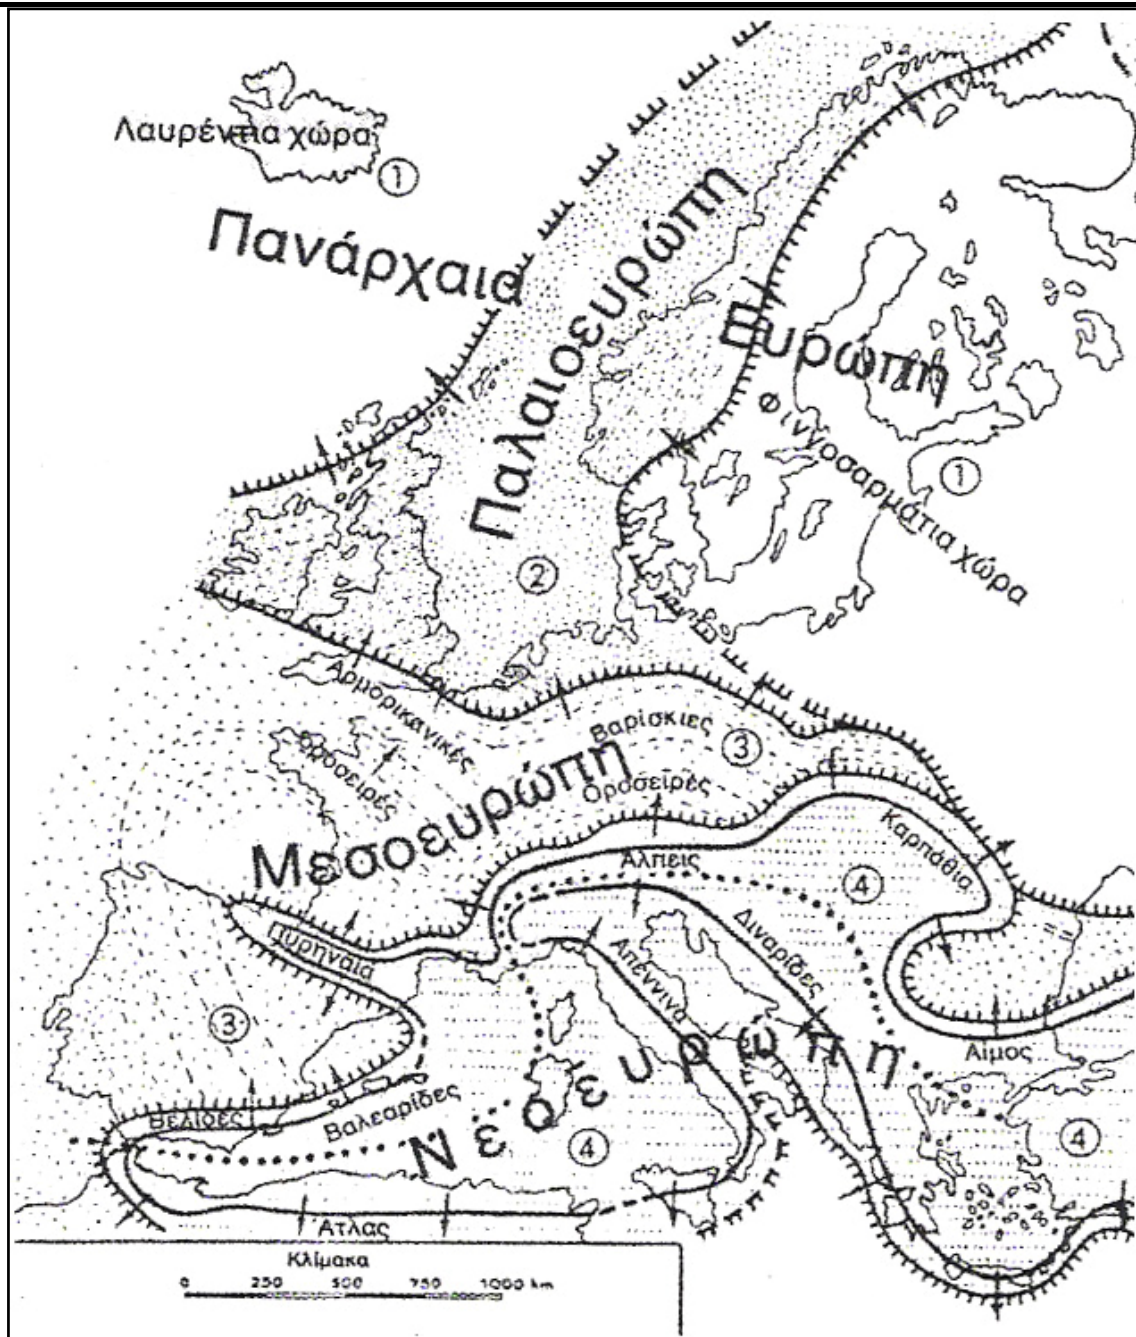 Λαυρέντια χώρα
1
Πανάρχαια
Παλαιοευρώπη
Ευρώπη
Φιννοσαρμάτια χώρα
1
2
Αρμορικανικές
Οροσειρές
Βαρίσκιες
3
Οροσειρές
Μεσοευρώπη
Καρπάθια
Άλπεις
4
Πυρηναία
Απέννινα
Διναρίδες
3
Αίμος
Βαλεαρίδες
Νεοευρώπη
4
4
Άτλας
Κλίμακα
0 250 500 750 1000 km